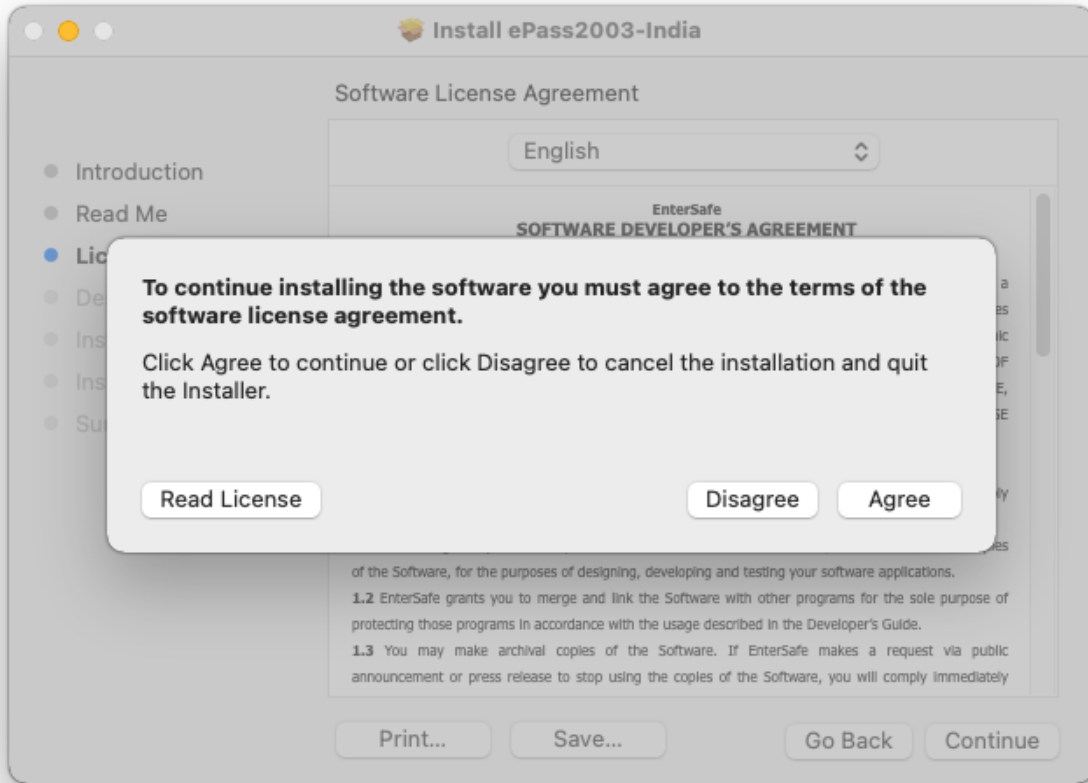 Install ePass2003-India
Software License Agreement
English
Introduction
Read Me
Lic
De
Ins
Ins
Su
EnterSafe
SOFTWARE DEVELOPER'S AGREEMENT
To continue installing the software you must agree to the terms of the
software license agreement.
Click Agree to continue or click Disagree to cancel the installation and quit
the Installer.
Read License
Disagree
Agree
of the Software, for the purposes of designing, developing and testing your software applications.
1.2 EnterSafe grants you to merge and link the Software with other programs for the sole purpose of
protecting those programs in accordance with the usage described in the Developer's Guide.
1.3 You may make archival copies of the Software. If EnterSafe makes a request via public
announcement or press release to stop using the copies of the Software, you will comply immediately
Print...
Save...
Go Back
Continue